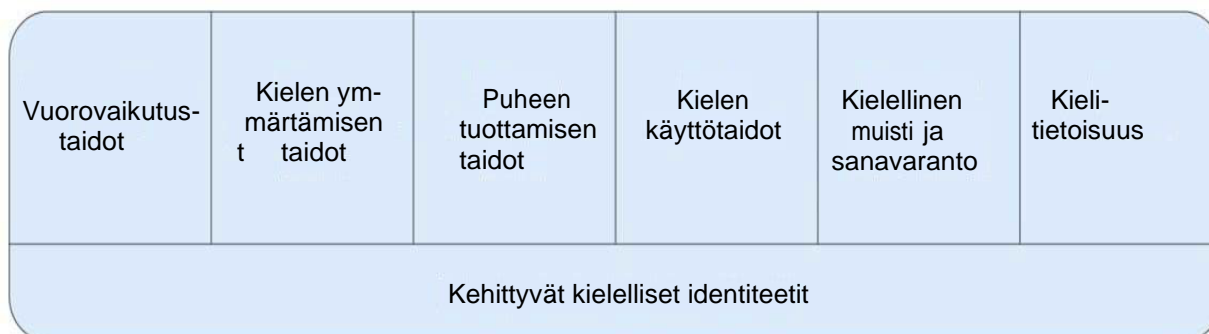 Vuorovaikutus-
taidot
Kielen ym-
märtämisen
t taidot
Puheen
tuottamisen
taidot
Kielen
käyttötaidot
Kielellinen
muisti ja
sanavaranto
Kieli-
tietoisuus
Kehittyvät kielelliset identiteetit